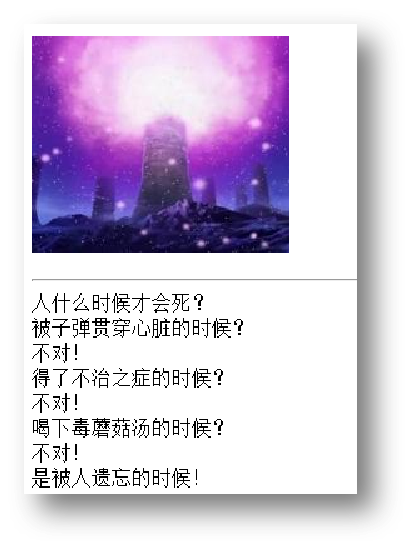 人什么时候才会死？
被子弹贯穿心脏的时候？
不对！
得了不治之症的时候？
不对！
喝下毒蘑菇汤的时候？
不对！
是被人遗忘的时候！